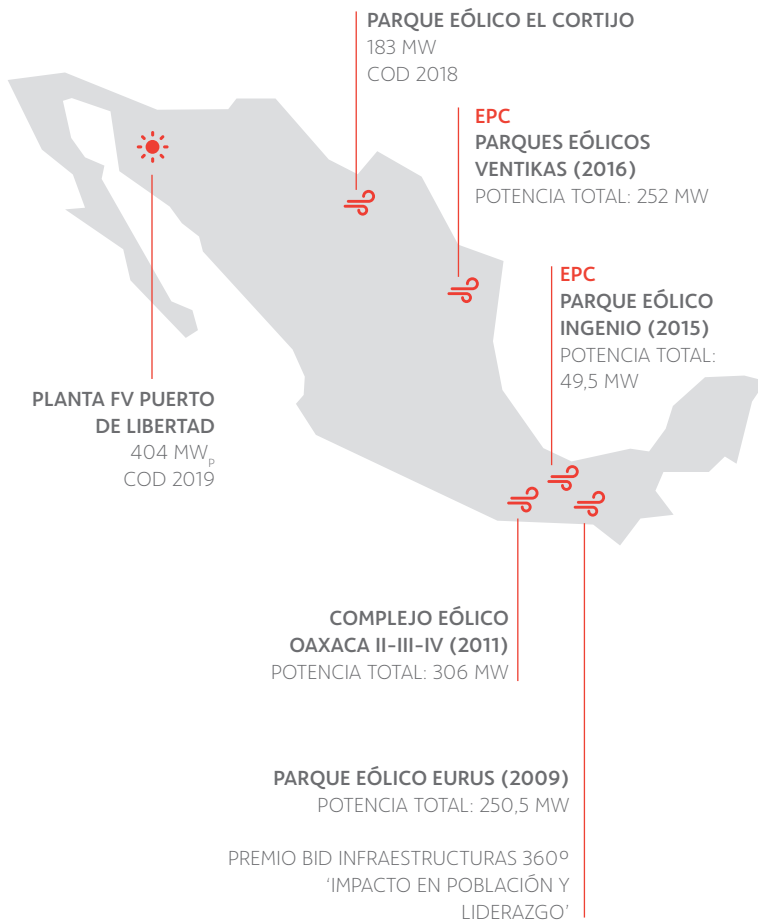 PARQUE EÓLICO EL CORTIJO
183 MW
COD 2018
EPC
PARQUES EÓLICOS
VENTIKAS (2016)
POTENCIA TOTAL: 252 MW
EPC
PARQUE EÓLICO
INGENIO (2015)
POTENCIA TOTAL:
49,5 MW
PLANTA FV PUERTO
DE LIBERTAD
404 MWp
COD 2019
COMPLEJO EÓLICO
OAXACA II-III-IV (2011)
POTENCIA TOTAL: 306 MW
PARQUE EÓLICO EURUS (2009)
POTENCIA TOTAL: 250,5 MW
PREMIO BID INFRAESTRUCTURAS 360º
‘IMPACTO EN POBLACIÓN Y
LIDERAZGO’